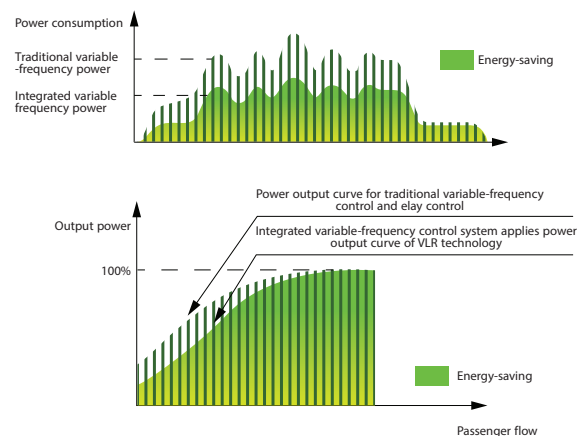 Power consumption
Traditional variable
-frequency power
Integrated variable
frequency power
Energy-saving
Power output curve for traditional variable-frequency
control and elay control
Output power
Integrated variable-frequency control system applies power
output curve of VLR technology
100%
Energy-saving
Passenger flow